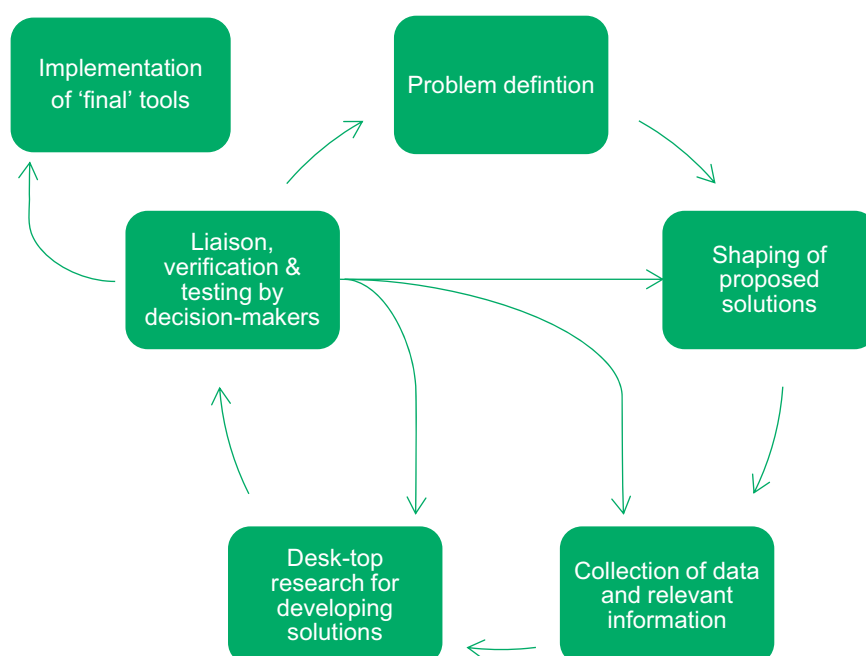 Implementation
of ‘final’ tools
Problem defintion
Liaison,
verification &
testing by
decision-makers
Shaping of
proposed
solutions
Desk-top
research for
developing
solutions
Collection of data
and relevant
information